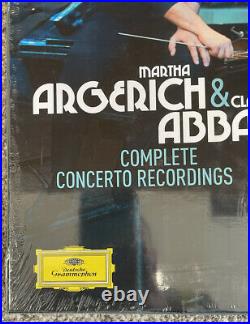 MARTHA
ARGERICH & CL
ABBA
COMPLETE
CONCERTO RECORDINGS
Deutsche
Grammophon